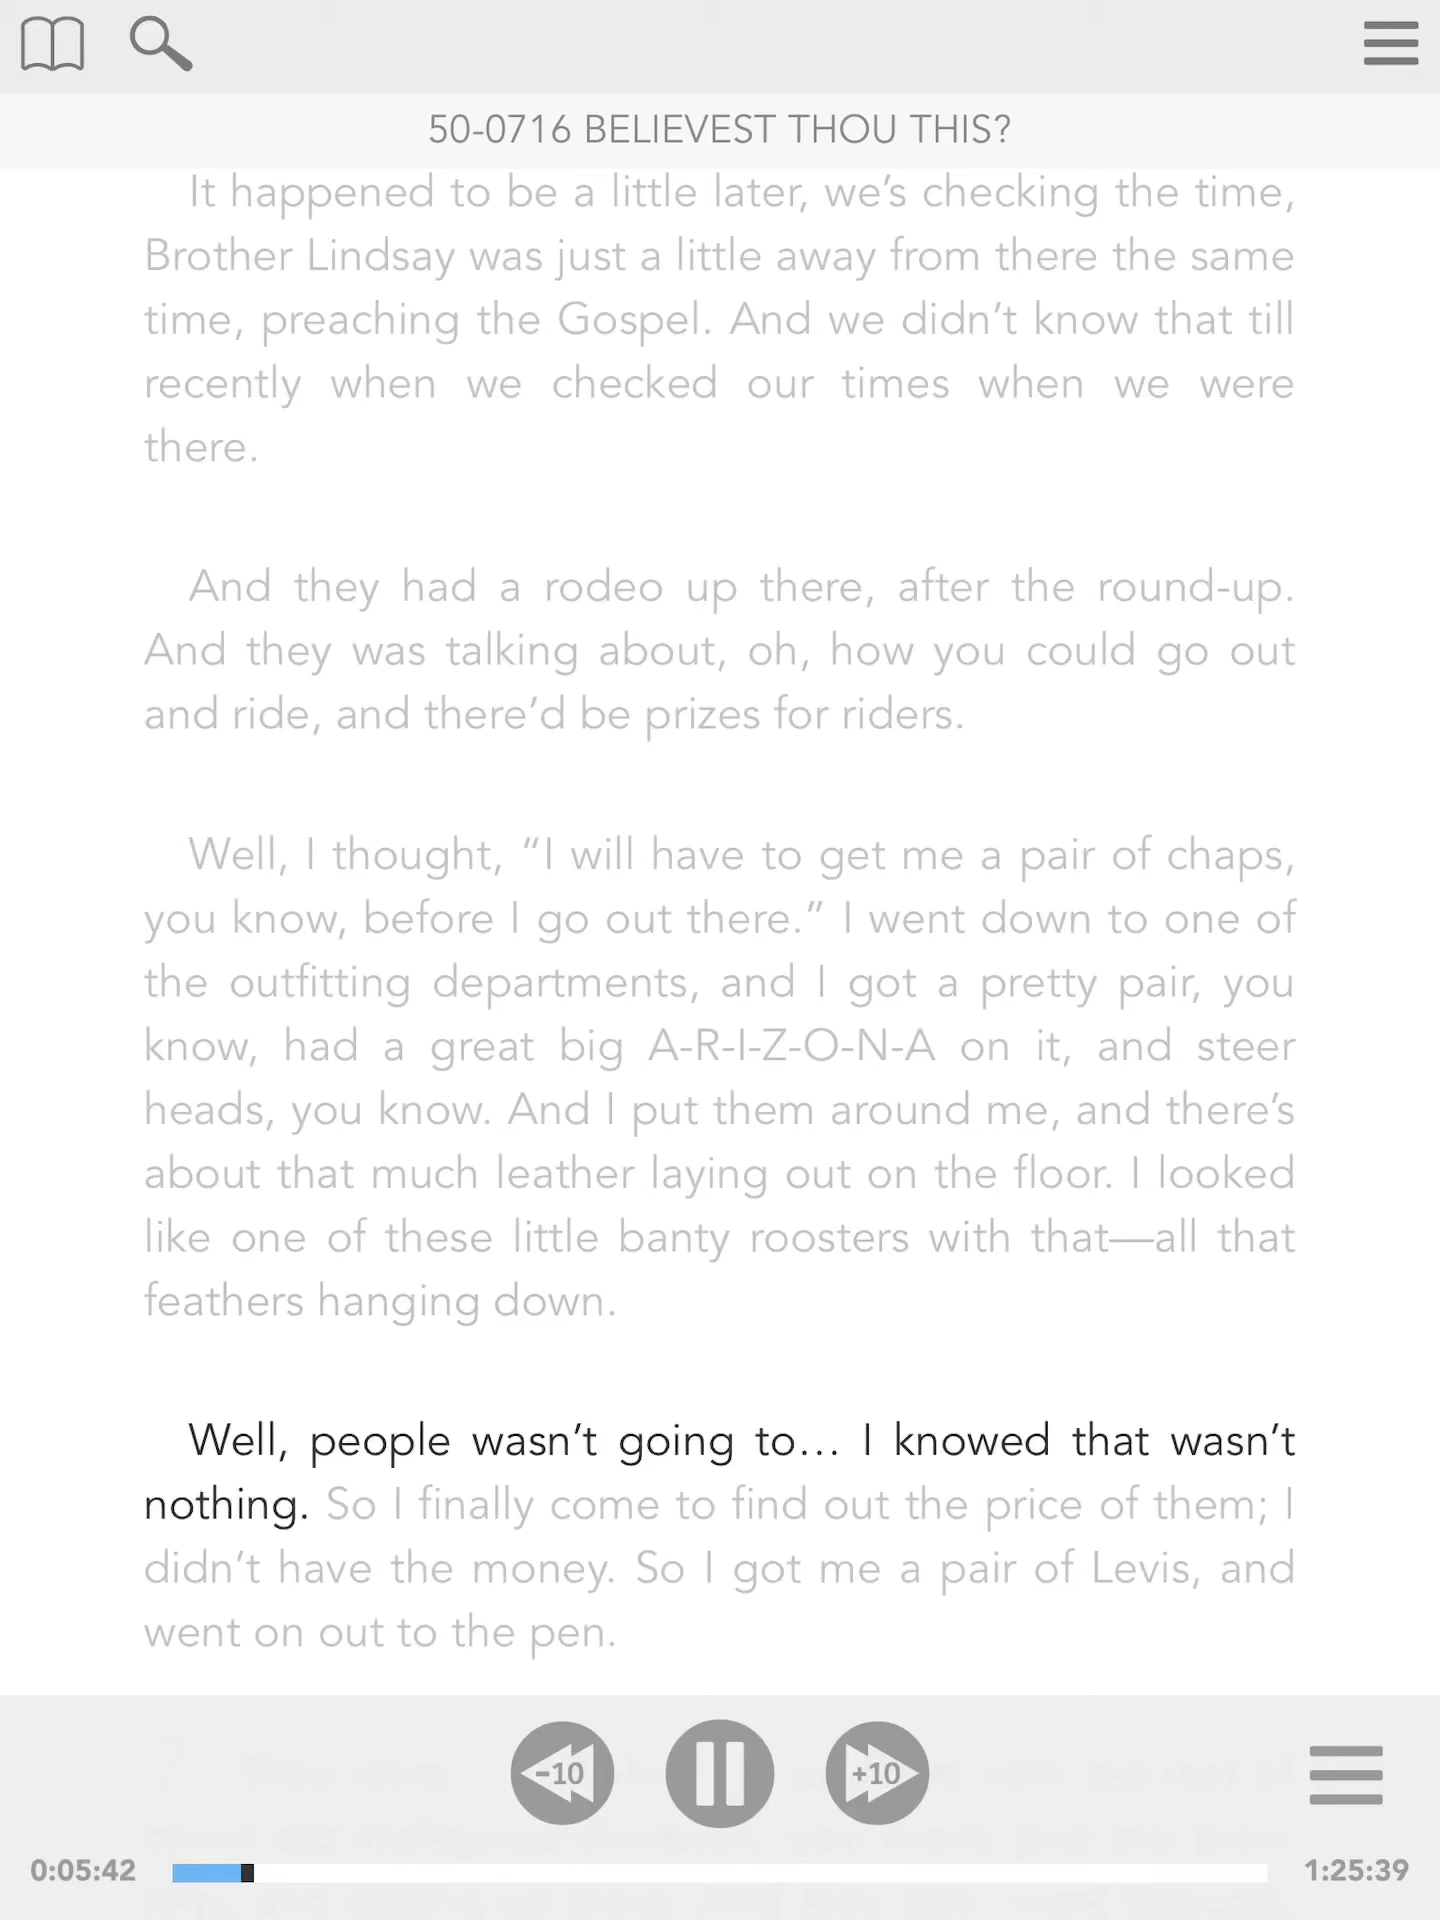 50-0716 BELIEVEST THOU THIS?
It happened to be a little later, we’s checking the time,
Brother Lindsay was just a little away from there the same
time, preaching the Gospel. And we didn’t know that till
recently when we checked our times when we were
there.
And they had a rodeo up there, after the round-up.
And they was talking about, oh, how you could go out
and ride, and there’d be prizes for riders.
Well, I thought, “I will have to get me a pair of chaps,
you know, before I go out there.” I went down to one of
the outfitting departments, and I got a pretty pair, you
know, had a great big A-R-I-Z-O-N-A on it, and steer
heads, you know. And I put them around me, and there’s
about that much leather laying out on the floor. I looked
like one of these little banty roosters with that—all that
feathers hanging down.
Well, people wasn’t going to… I knowed that wasn’t
nothing. So I finally come to find out the price of them; I
didn’t have the money. So I got me a pair of Levis, and
went on out to the pen.
-10 +10
0:05:42 1:25:39